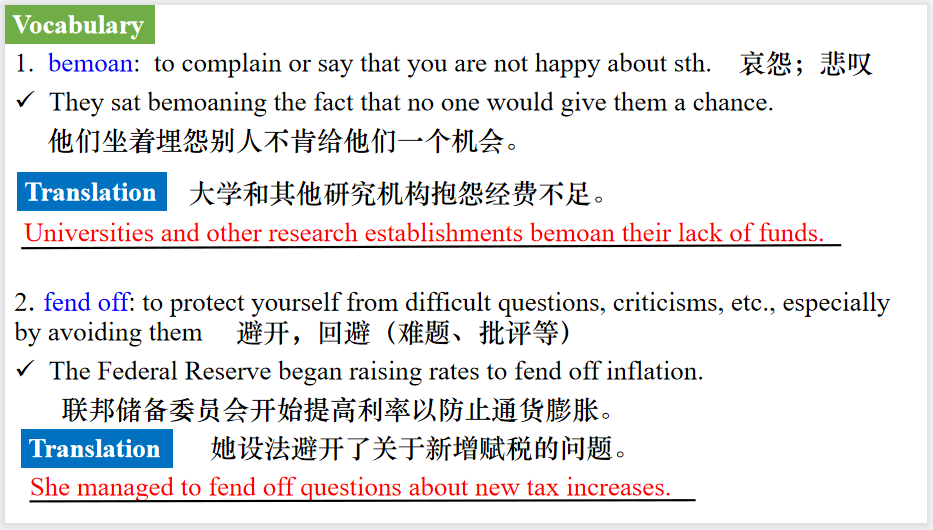 Vocabulary
1. bemoan: to complain or say that you are not happy about sth. 哀怨；悲叹
✓ They sat bemoaning the fact that no one would give them a chance.
他们坐着埋怨别人不肯给他们一个机会。
Translation 大学和其他研究机构抱怨经费不足。
Universities and other research establishments bemoan their lack of funds.
2. fend off: to protect yourself from difficult questions, criticisms, etc., especially
by avoiding them 避开，回避（难题、批评等）
✓ The Federal Reserve began raising rates to fend off inflation.
联邦储备委员会开始提高利率以防止通货膨胀。
Translation 她设法避开了关于新增赋税的问题。
She managed to fend off questions about new tax increases.